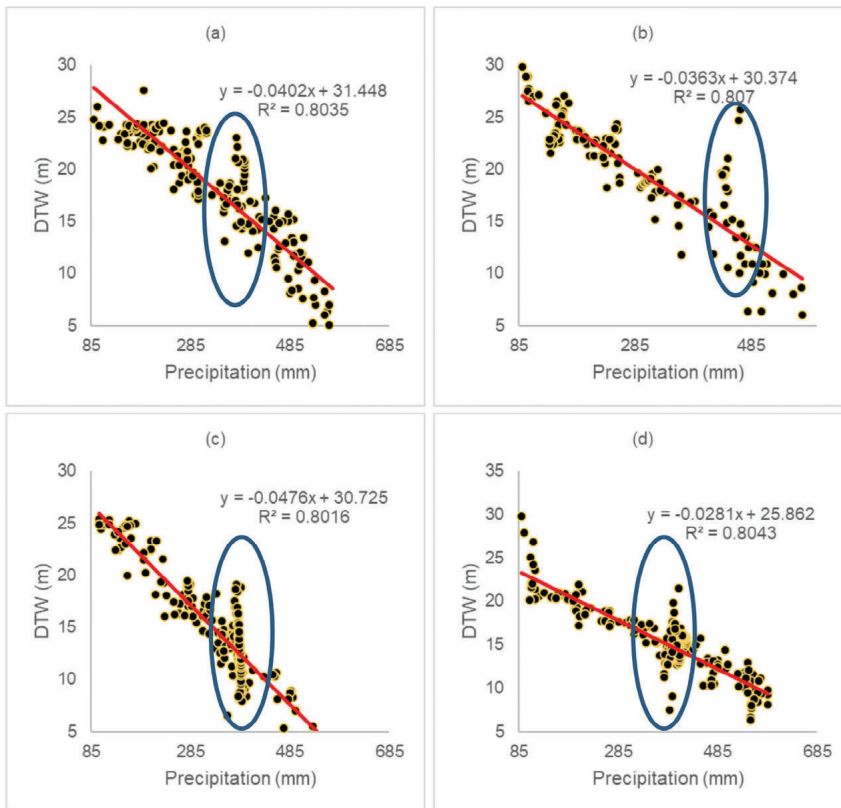 (a)
y = -0.0402x + 31.448
R² = 0.8035
30
25
20
15
10
5
DTW (m)
85 285 485 685
Precipitation (mm)
(b)
y = -0.0363x + 30.374
R² = 0.807
30
25
20
15
10
5
DTW (m)
85 285 485 685
Precipitation (mm)
(c)
y = -0.0476x + 30.725
R² = 0.8016
30
25
20
15
10
5
DTW (m)
85 285 485 685
Precipitation (mm)
(d)
y = -0.0281x + 25.862
R² = 0.8043
35
30
25
20
15
10
5
DTW (m)
85 285 485 685
Precipitation (mm)